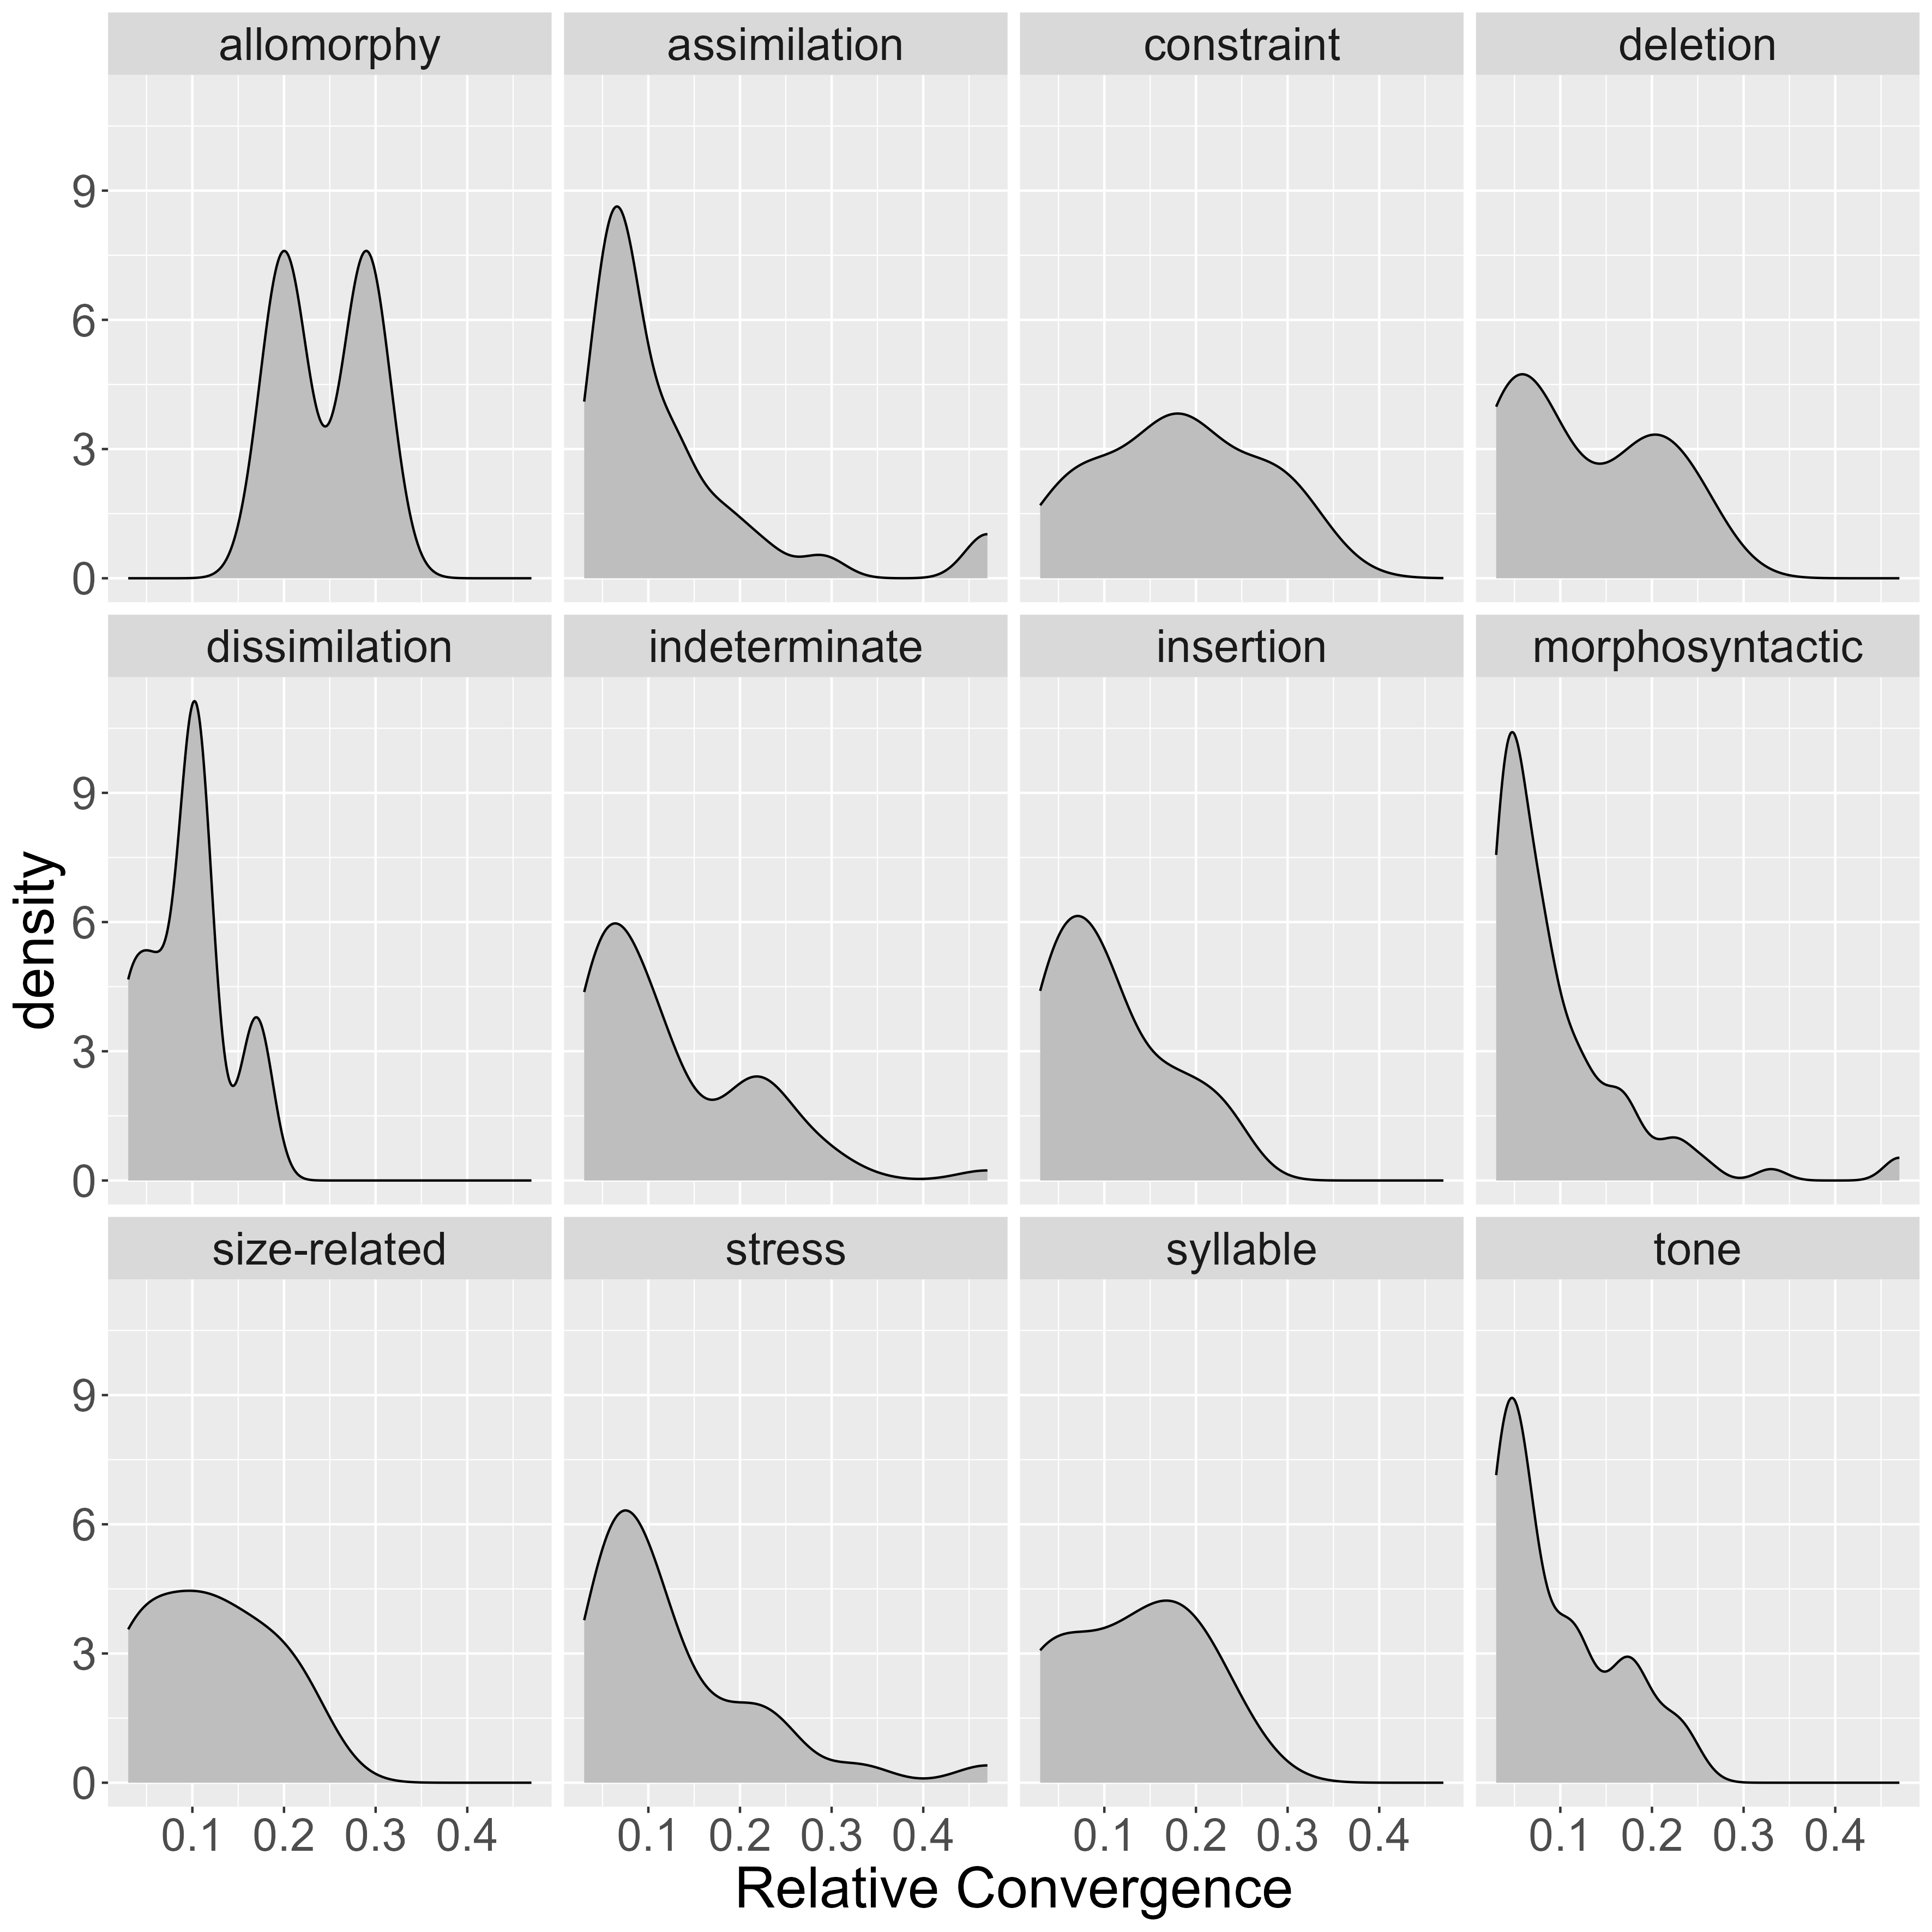 allomorphy assimilation constraint deletion
9
6
3
0
dissimilation indeterminate insertion morphosyntactic
9
6
3
0
density
size-related stress syllable tone
9
6
3
0
0.1 0.2 0.3 0.4 0.1 0.2 0.3 0.4 0.1 0.2 0.3 0.4 0.1 0.2 0.3 0.4
Relative Convergence